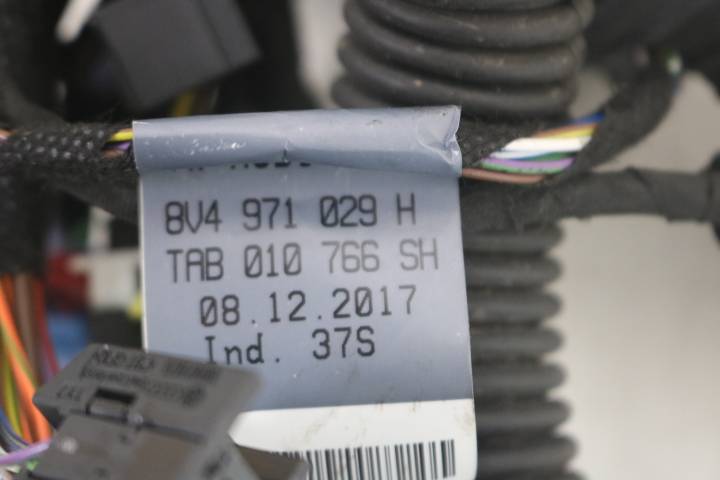 8V4 971 029 H
TAB 010 766 SH
08.12.2017
Ind. 37S